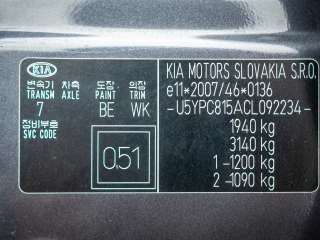 KIA
변속기 차축 도장 의장
TRANSM AXLE PAINT TRIM
7 BE WK
정비부호
SVC CODE
0.51
KIA MOTORS SLOVAKIA S.R.O.
e11*2007/46*0136
-U5YPC815ACL092234-
1940 kg
3140 kg
1 -1200 kg
2 -1090 kg